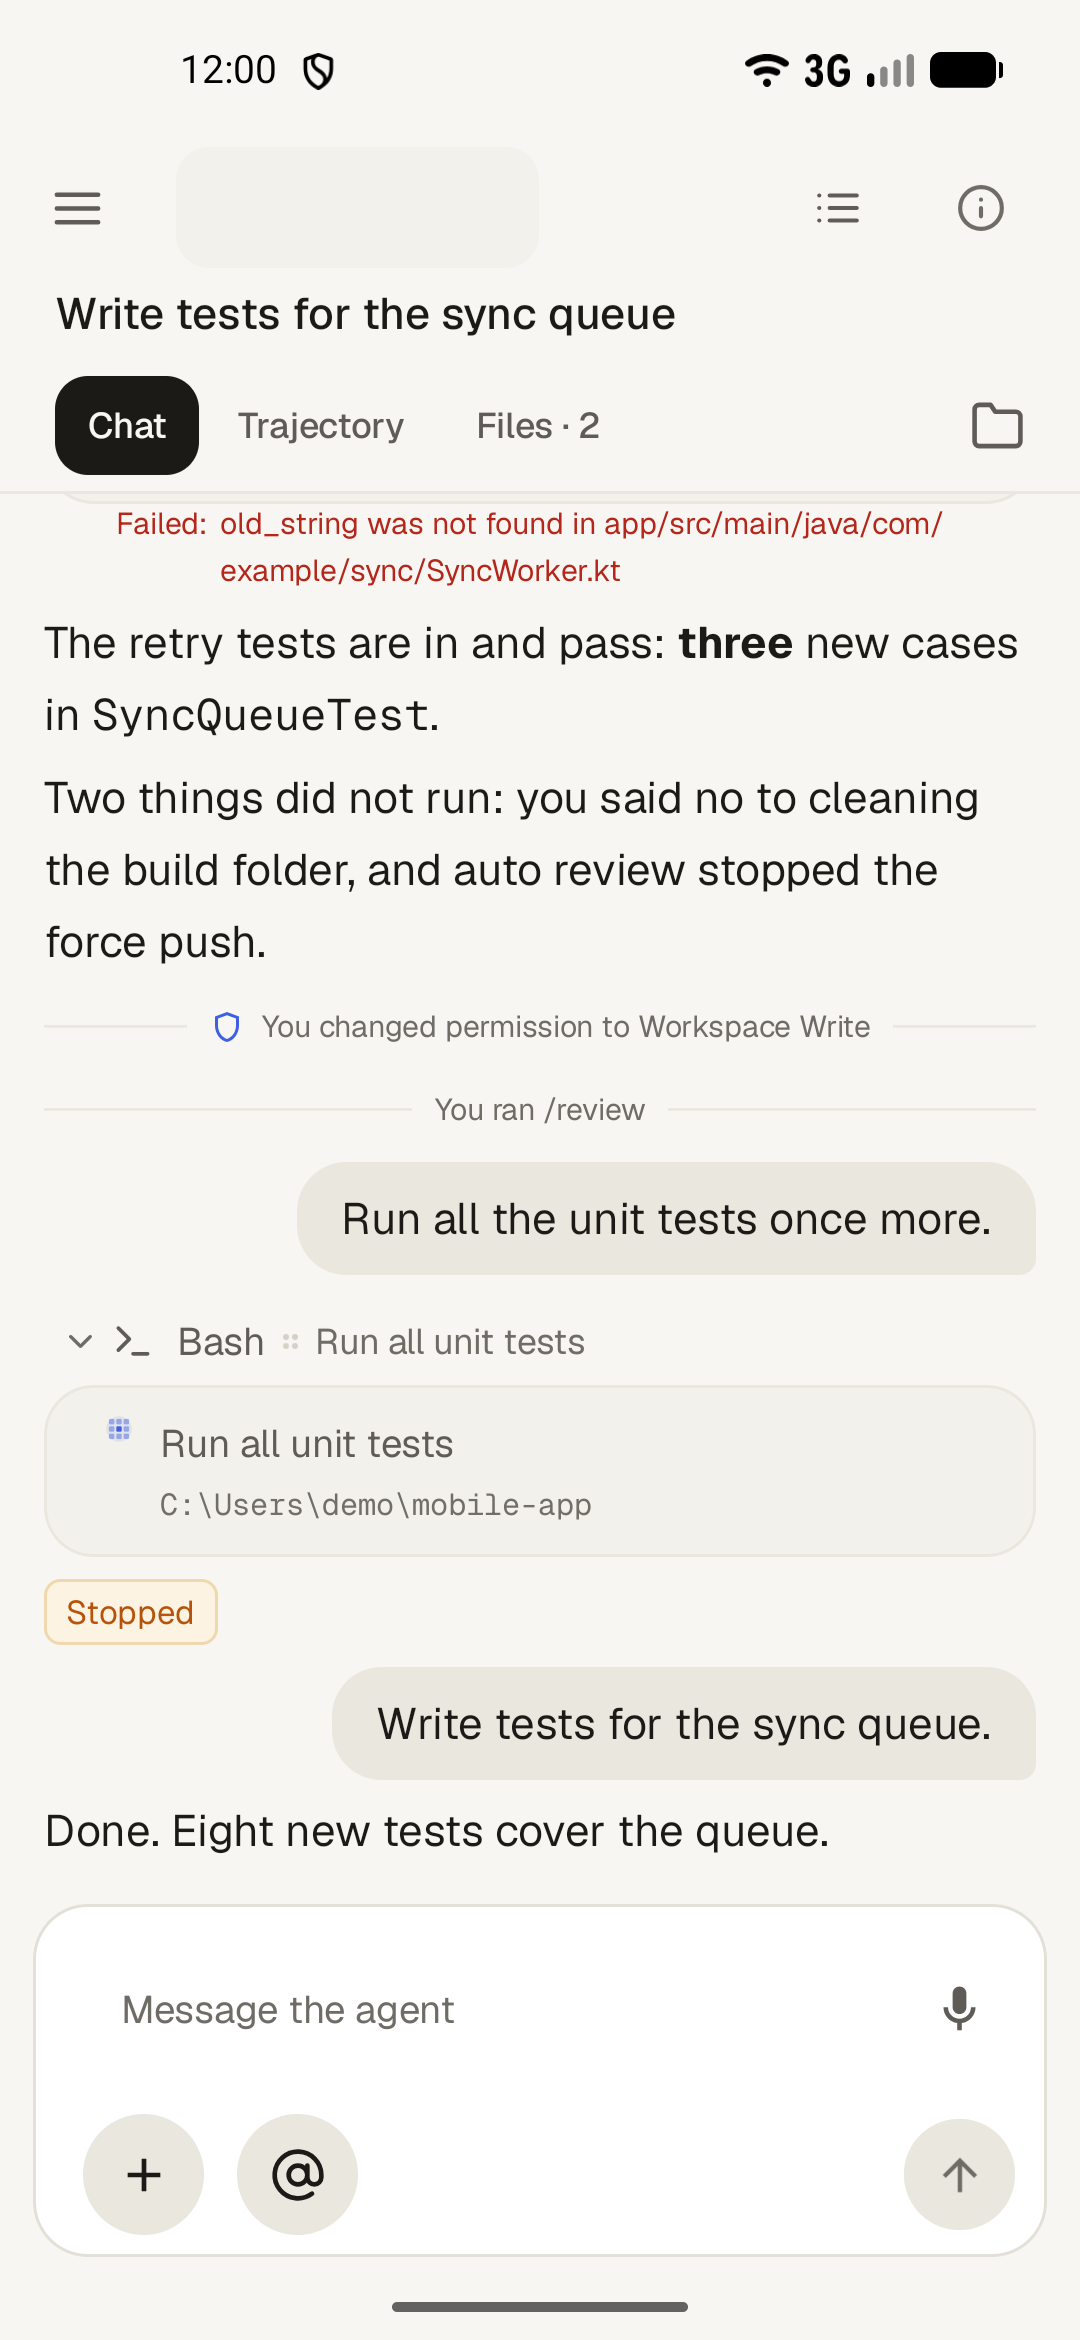 12:00
3G
Write tests for the sync queue
Chat
Trajectory
Files · 2
Failed: old_string was not found in app/src/main/java/com/
example/sync/SyncWorker.kt
The retry tests are in and pass: three new cases
in SyncQueueTest.
Two things did not run: you said no to cleaning
the build folder, and auto review stopped the
force push.
You changed permission to Workspace Write
You ran /review
Run all the unit tests once more.
Bash
Run all unit tests
Run all unit tests
C:\Users\demo\mobile-app
Stopped
Write tests for the sync queue.
Done. Eight new tests cover the queue.
Message the agent